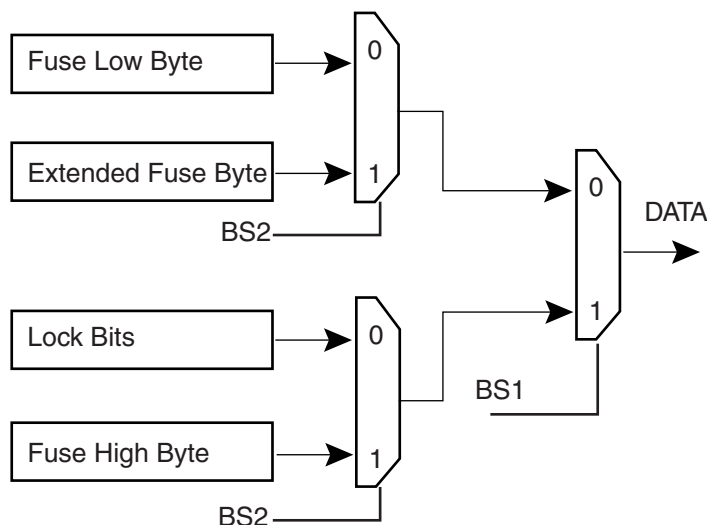 Fuse Low Byte
0
Extended Fuse Byte
1
BS2
0
DATA
1
Lock Bits
0
BS1
Fuse High Byte
1
BS2